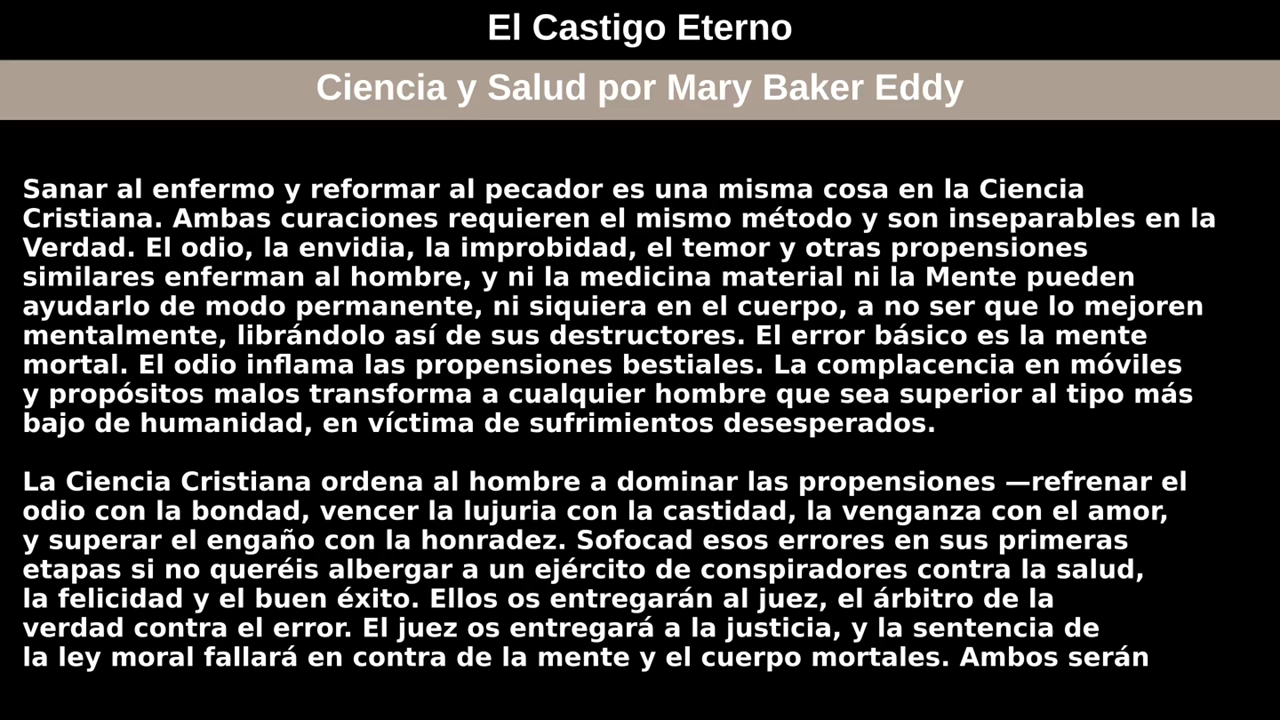 El Castigo Eterno
Ciencia y Salud por Mary Baker Eddy
Sanar al enfermo y reformar al pecador es una misma cosa en la Ciencia
Cristiana. Ambas curaciones requieren el mismo método y son inseparables en la
Verdad. El odio, la envidia, la improbidad, el temor y otras propensiones
similares enferman al hombre, y ni la medicina material ni la Mente pueden
ayudarlo de modo permanente, ni siquiera en el cuerpo, a no ser que lo mejoren
mentalmente, librándolo así de sus destructores. El error básico es la mente
mortal. El odio inflama las propensiones bestiales. La complacencia en móviles
y propósitos malos transforma a cualquier hombre que sea superior al tipo más
bajo de humanidad, en víctima de sufrimientos desesperados.
La Ciencia Cristiana ordena al hombre a dominar las propensiones —refrenar el
odio con la bondad, vencer la lujuria con la castidad, la venganza con el amor,
y superar el engaño con la honradez. Sofocad esos errores en sus primeras
etapas si no queréis albergar a un ejército de conspiradores contra la salud,
la felicidad y el buen éxito. Ellos os entregarán al juez, el árbitro de la
verdad contra el error. El juez os entregará a la justicia, y la sentencia de
la ley moral fallará en contra de la mente y el cuerpo mortales. Ambos serán